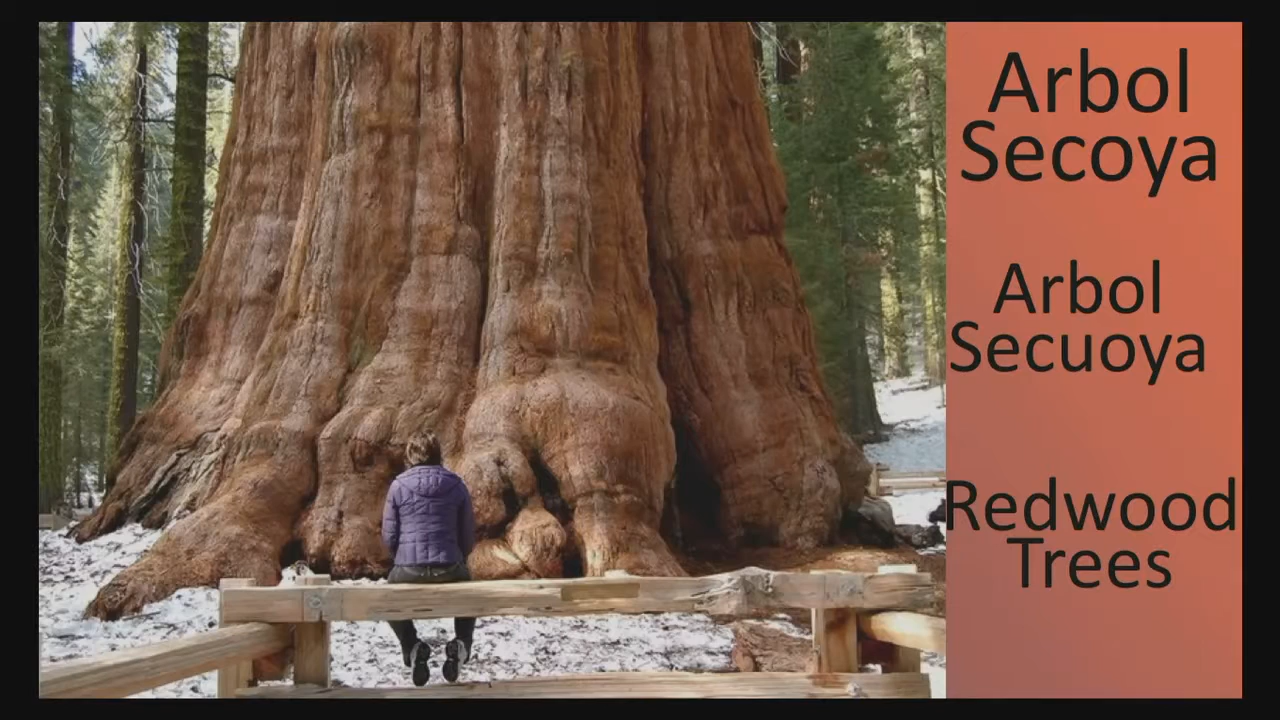 Arbol
Secoya
Arbol
Secuoya
Redwood
Trees